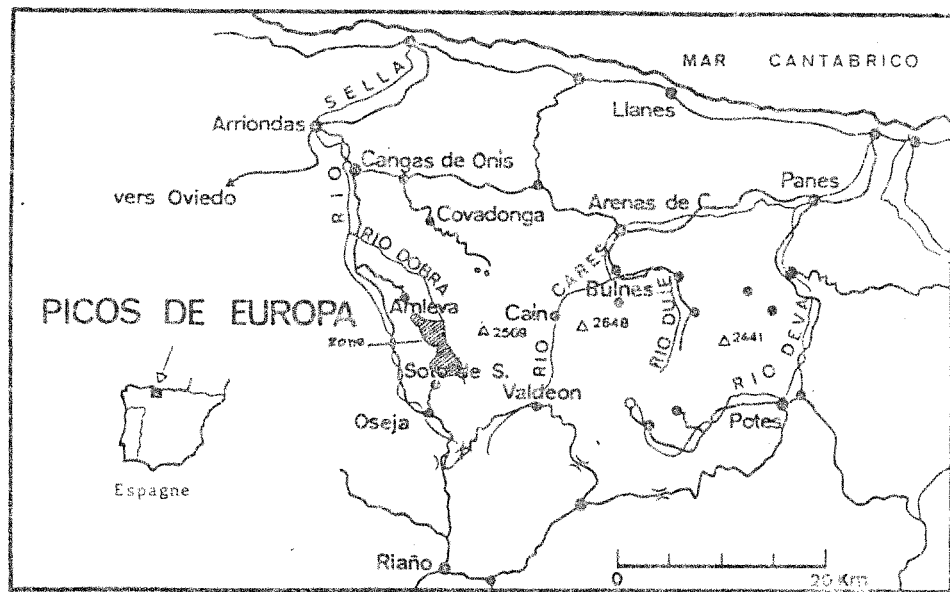 MAR CANTABRICO
SELLA
Llanes
Arriondas
Cangas de Onis
vers Oviedo
RIO
Panes
Arenas de C.
Covadonga
RIO DOBRA
CARES
Bulnes
PICOS DE EUROPA
Amieva
Cain
△ 2509
△ 2648
RIO DUJE
△ 2441
RIO DEVA
Zone
RIO
Soto de S.
Valdeon
Oseja
Potes
Espagne
Riaño
0 20 Km